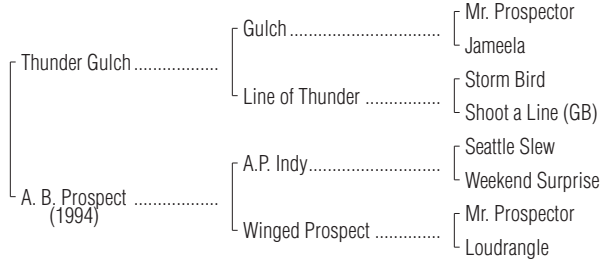 Mr. Prospector
Gulch ........................................
Jameela
Thunder Gulch ......................
Storm Bird
Line of Thunder ....................
Shoot a Line (GB)
Seattle Slew
A.P. Indy...................................
Weekend Surprise
A. B. Prospect ......................
(1994)
Mr. Prospector
Winged Prospect .................
Loudrangle